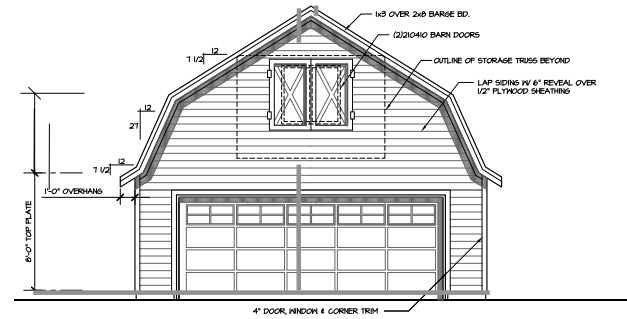 1x3 OVER 2x8 BARGE BD.
(2)210410 BARN DOORS
12
7 1/2
OUTLINE OF STORAGE TRUSS BEYOND
LAP SIDING W/ 6" REVEAL OVER
1/2" PLYWOOD SHEATHING
12
27
12
7 1/2
1'-0" OVERHANG
8'-0" TOP PLATE
4" DOOR, WINDOW & CORNER TRIM